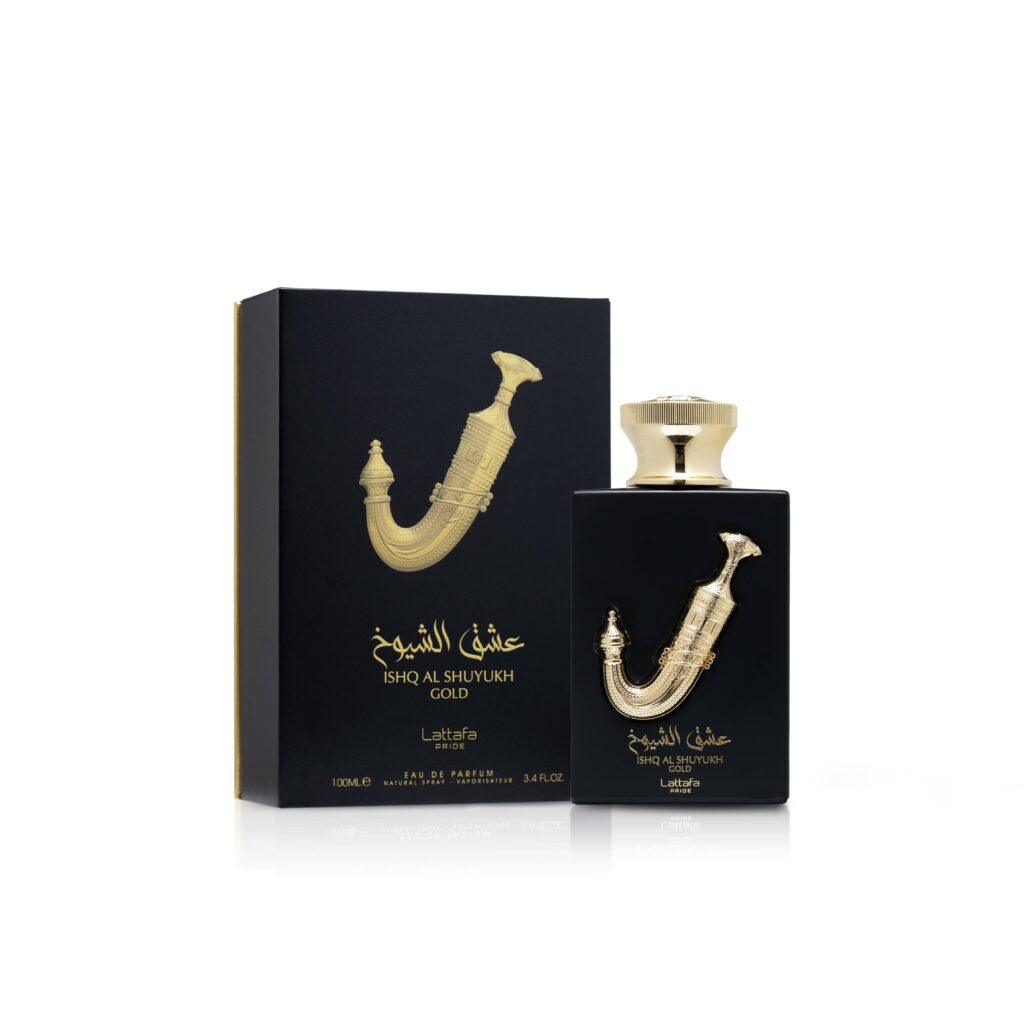 عشق الشيوخ
ISHQ AL SHUYUKH
GOLD
Lattafa
PRIDE
100ML.e
EAU DE PARFUM
NATURAL SPRAY - VAPORISATEUR
3.4 FL.OZ.
عشق الشيوخ
ISHQ AL SHUYUKH
GOLD
Lattafa
PRIDE